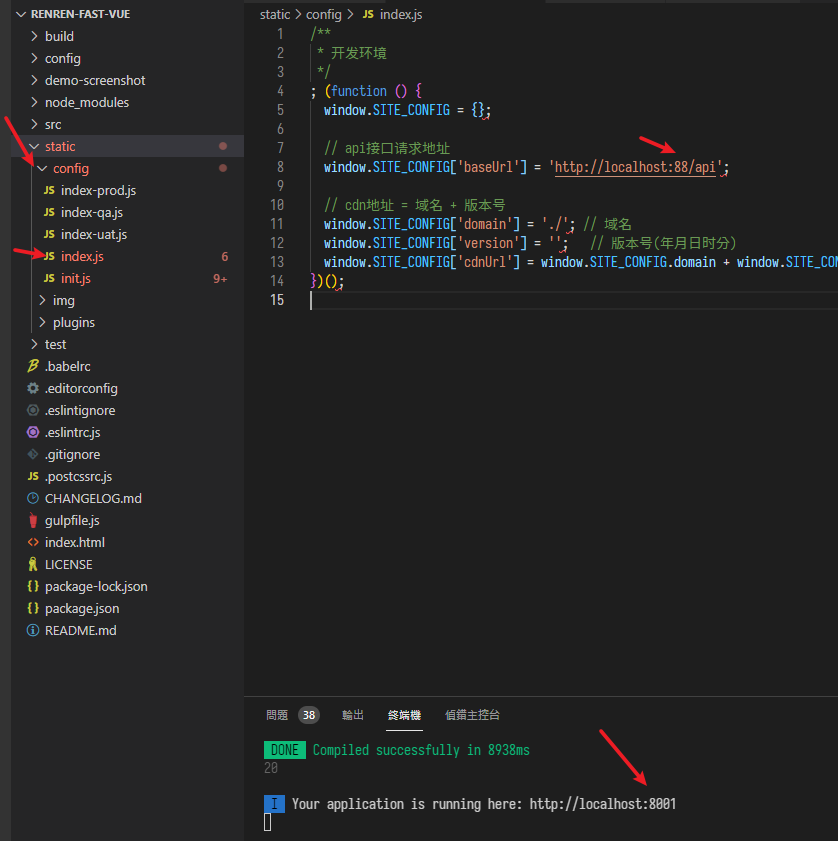 RENREN-FAST-VUE
build
config
demo-screenshot
node_modules
src
static
config
index-prod.js
index-qa.js
index-uat.js
JS index.js 6
JS init.js 9+
img
plugins
test
.babelrc
.editorconfig
.eslintignore
.eslintrc.js
.gitignore
JS .postcssrc.js
CHANGELOG.md
gulpfile.js
<> index.html
LICENSE
{} package-lock.json
{} package.json
README.md
static > config > JS index.js
1 /**
2 * 开发环境
3 */
4 ; (function () {
5 window.SITE_CONFIG = {};
6
7 // api接口请求地址
8 window.SITE_CONFIG['baseUrl'] = 'http://localhost:88/api';
9
10 // cdn地址 = 域名 + 版本号
11 window.SITE_CONFIG['domain'] = './'; // 域名
12 window.SITE_CONFIG['version'] = ''; // 版本号(年月日时分)
13 window.SITE_CONFIG['cdnUrl'] = window.SITE_CONFIG.domain + window.SITE_CON
14 })();
15
問題 38 輸出 終端機 偵錯主控台
DONE Compiled successfully in 8938ms
20
I Your application is running here: http://localhost:8001